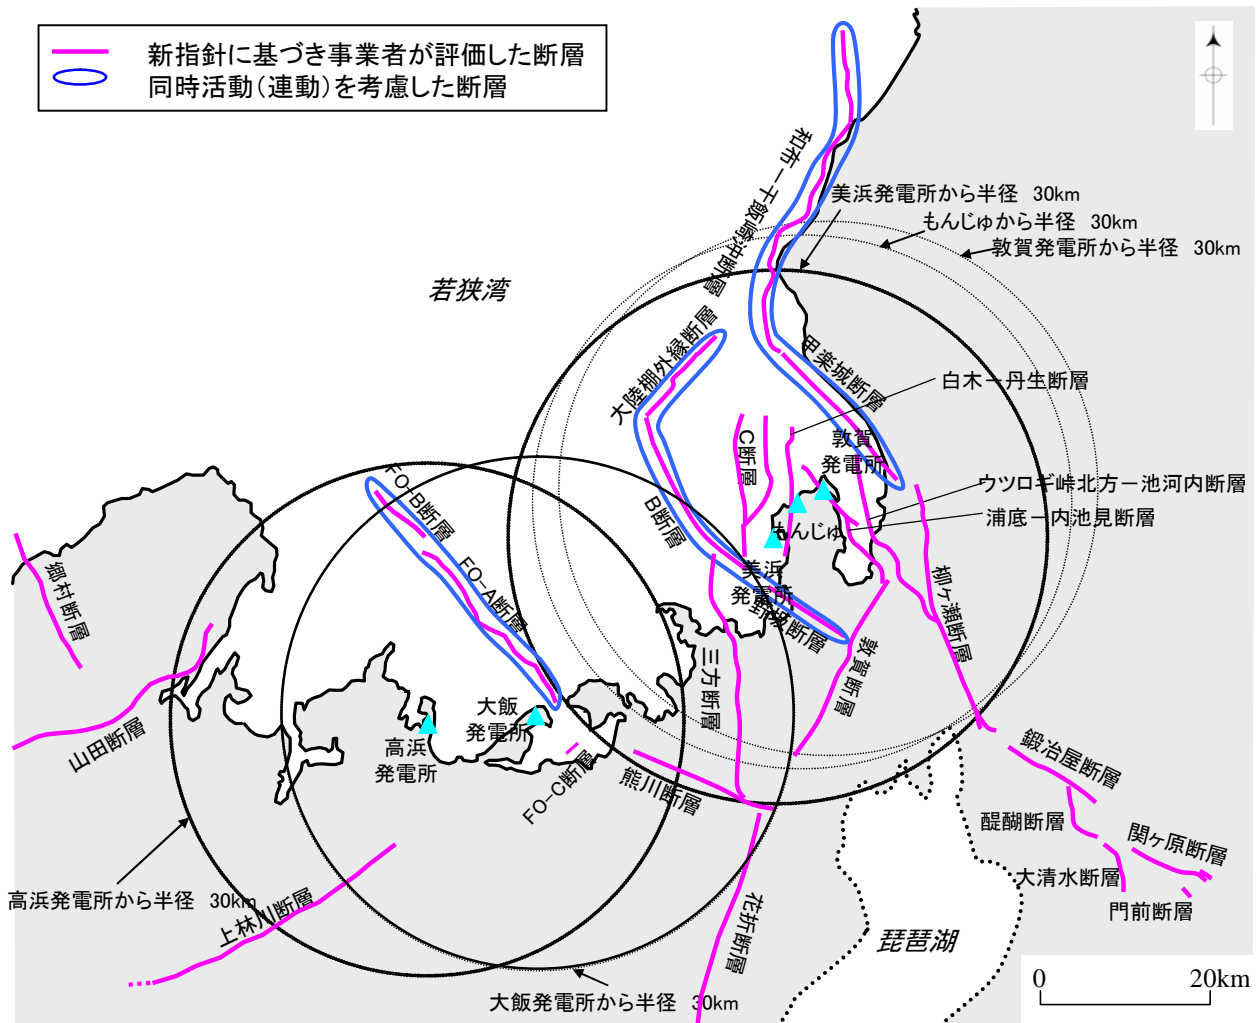 新指針に基づき事業者が評価した断層
同時活動(連動)を考慮した断層
和布－干飯崎沖断層
美浜発電所から半径 30km
もんじゅから半径 30km
敦賀発電所から半径 30km
若狭湾
大陸棚外縁断層
甲楽城断層
白木－丹生断層
C断層
敦賀
発電所
FO-B断層
B断層
ウツロギ峠北方－池河内断層
浦底－内池見断層
もんじゅ
郷村断層
FO-A断層
美浜
発電所
野坂断層
柳ヶ瀬断層
三方断層
敦賀断層
山田断層
大飯
発電所
高浜
発電所
FO-C断層
熊川断層
鍛冶屋断層
醍醐断層
関ヶ原断層
大清水断層
門前断層
高浜発電所から半径 30km
上林川断層
花折断層
琵琶湖
大飯発電所から半径 30km
0 20km